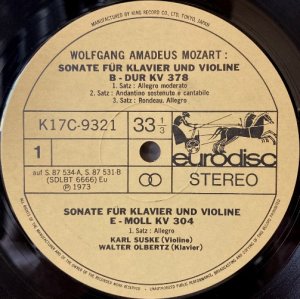 MANUFACTURED BY KING RECORD CO., LTD. TOKYO, JAPAN
WOLFGANG AMADEUS MOZART :
SONATE FÜR KLAVIER UND VIOLINE
B - DUR KV 378
1. Satz : Allegro moderato
2. Satz : Andantino sostenuto e cantabile
3. Satz : Rondeau. Allegro
K17C-9321
33 1/3
1
eurodisc
auf S. 87 534-A, S. 87 531-B
(SDLBT 6666) Eu
Ⓟ 1973
STEREO
SONATE FÜR KLAVIER UND VIOLINE
E - MOLL KV 304
1. Satz : Allegro
KARL SUSKE (Violine)
WALTER OLBERTZ (Klavier)